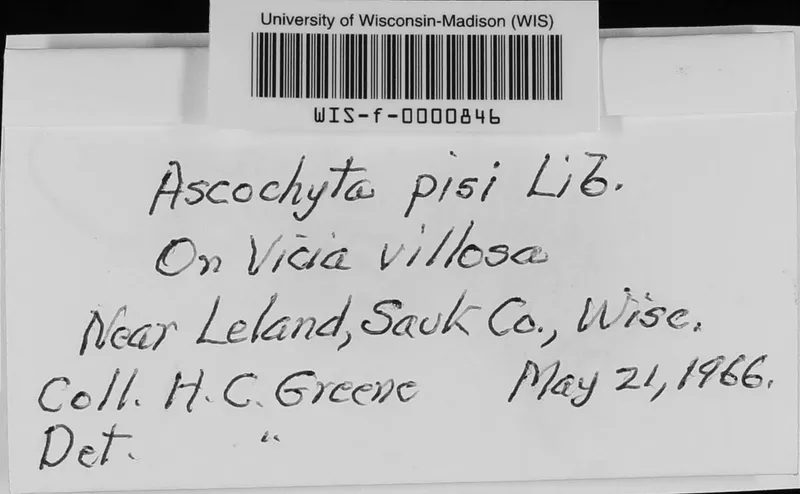 University of Wisconsin-Madison (WIS)
WIS-f-0000846
Ascochyta pisi Lib.
On Vicia villosa
Near Leland, Sauk Co., Wisc.
Coll. H. C. Greene May 21, 1966.
Det. "